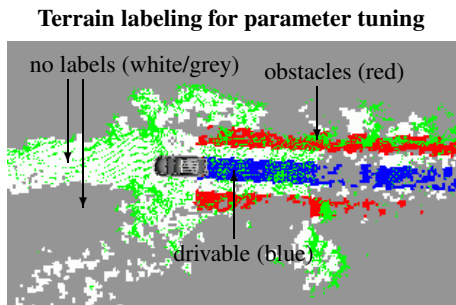 Terrain labeling for parameter tuning
no labels (white/grey)
obstacles (red)
drivable (blue)